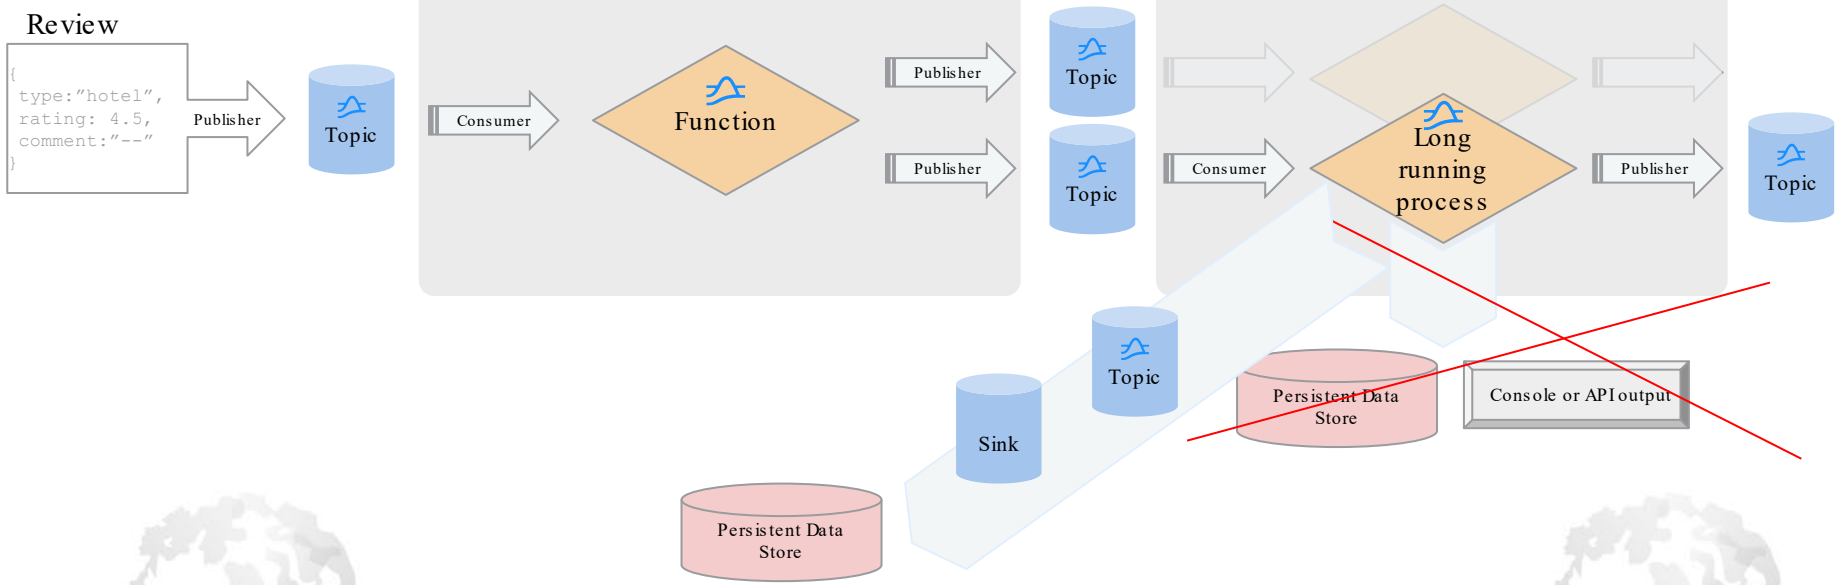 Review
{
type:”hotel”,
rating: 4.5,
comment:”--”
}
Publisher
Topic
Consumer
Function
Publisher
Publisher
Topic
Topic
Consumer
Long
running
process
Publisher
Topic
Topic
Sink
Persistent Data
Store
Console or API output
Persistent Data
Store